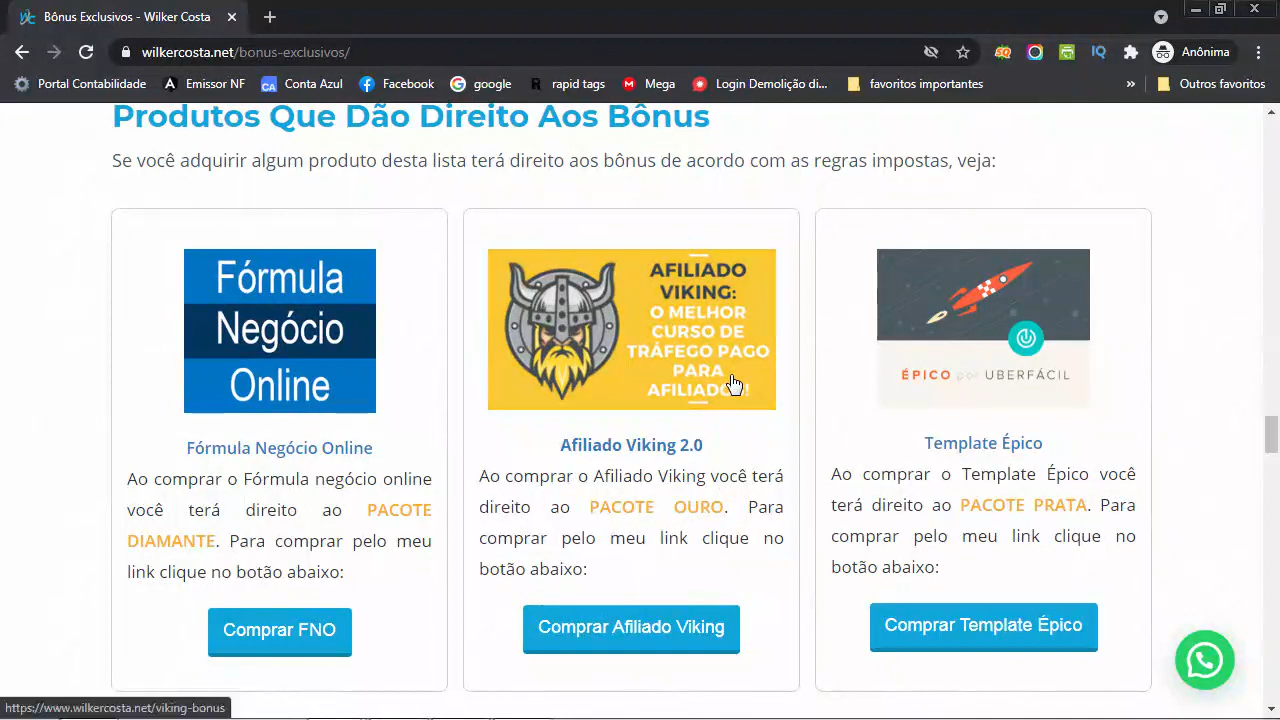 Bônus Exclusivos - Wilker Costa
wilkercosta.net/bonus-exclusivos/
Anônima
Portal Contabilidade
Emissor NF
Conta Azul
Facebook
google
rapid tags
Mega
Login Demolição di...
favoritos importantes
»
Outros favoritos
Produtos Que Dão Direito Aos Bônus
Se você adquirir algum produto desta lista terá direito aos bônus de acordo com as regras impostas, veja:
Fórmula
Negócio
Online
Fórmula Negócio Online
Ao comprar o Fórmula negócio online
você terá direito ao PACOTE
DIAMANTE. Para comprar pelo meu
link clique no botão abaixo:
Comprar FNO
AFILIADO
VIKING:
O MELHOR
CURSO DE
TRÁFEGO PAGO
PARA
Afiliado Viking 2.0
Ao comprar o Afiliado Viking você terá
direito ao PACOTE OURO. Para
comprar pelo meu link clique no
botão abaixo:
Comprar Afiliado Viking
ÉPICO por UBERFÁCIL
Template Épico
Ao comprar o Template Épico você
terá direito ao PACOTE PRATA. Para
comprar pelo meu link clique no
botão abaixo:
Comprar Template Épico
https://www.wilkercosta.net/viking-bonus